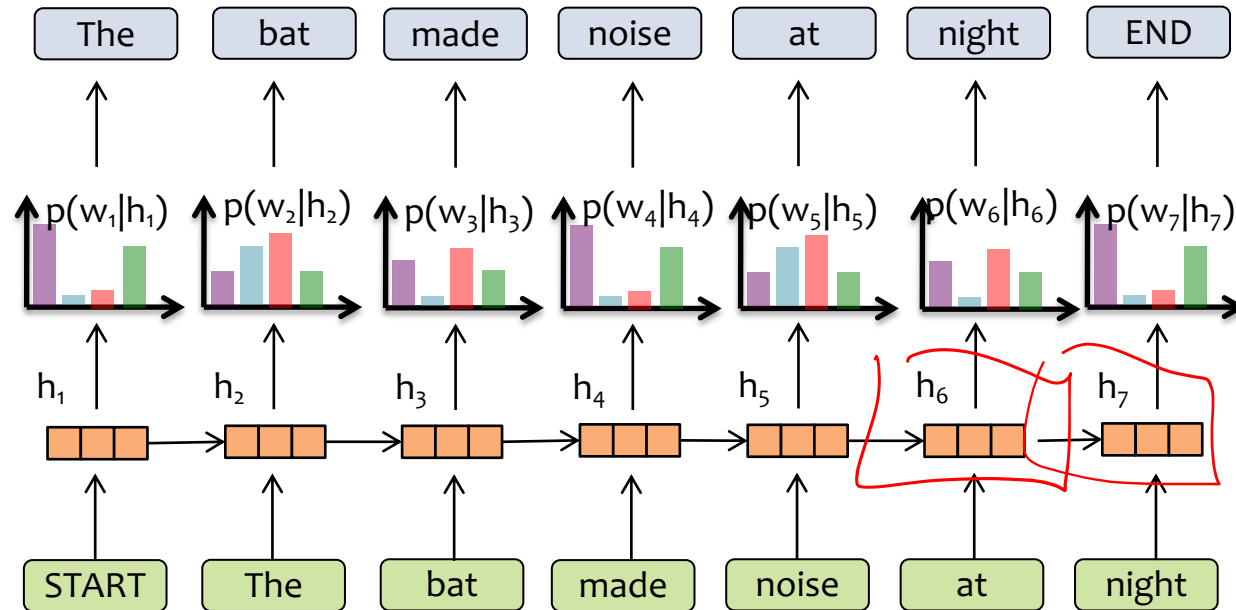 The bat made noise at night END
p(w₁|h₁) p(w₂|h₂) p(w₃|h₃) p(w₄|h₄) p(w₅|h₅) p(w₆|h₆) p(w₇|h₇)
h₁ h₂ h₃ h₄ h₅ h₆ h₇
START The bat made noise at night